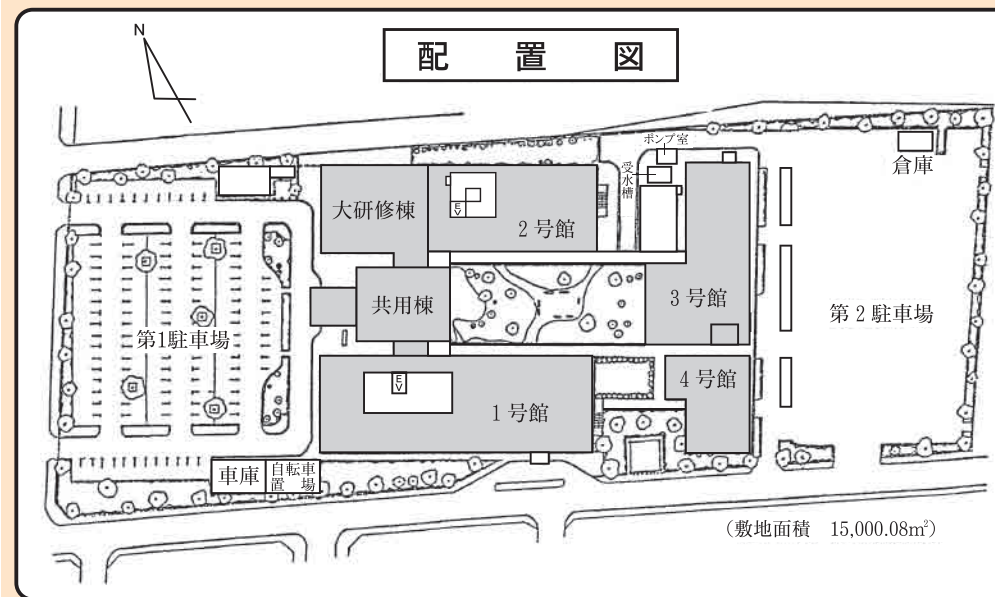 N
配置図
ポンプ室
受水槽
倉庫
大研修棟
EV
2号館
共用棟
3号館
第2駐車場
第1駐車場
EV
1号館
4号館
車庫
自転車
置場
(敷地面積 15,000.08m²)